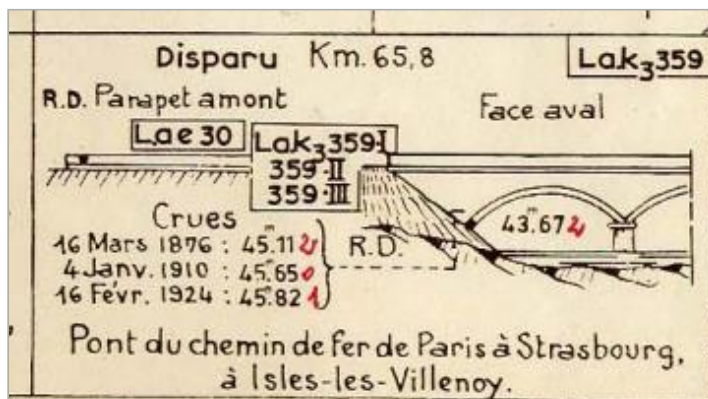 Disparu Km. 65,8
Lak₃359
R.D. Parapet amont
Face aval
Lae 30
Lak₃359·I
359·II
359·III
Crues
16 Mars 1876 : 45.112
4 Janv. 1910 : 45.650
16 Févr. 1924 : 45.821
R.D.
43.672
Pont du chemin de fer de Paris à Strasbourg,
à Isles-les-Villenoy.